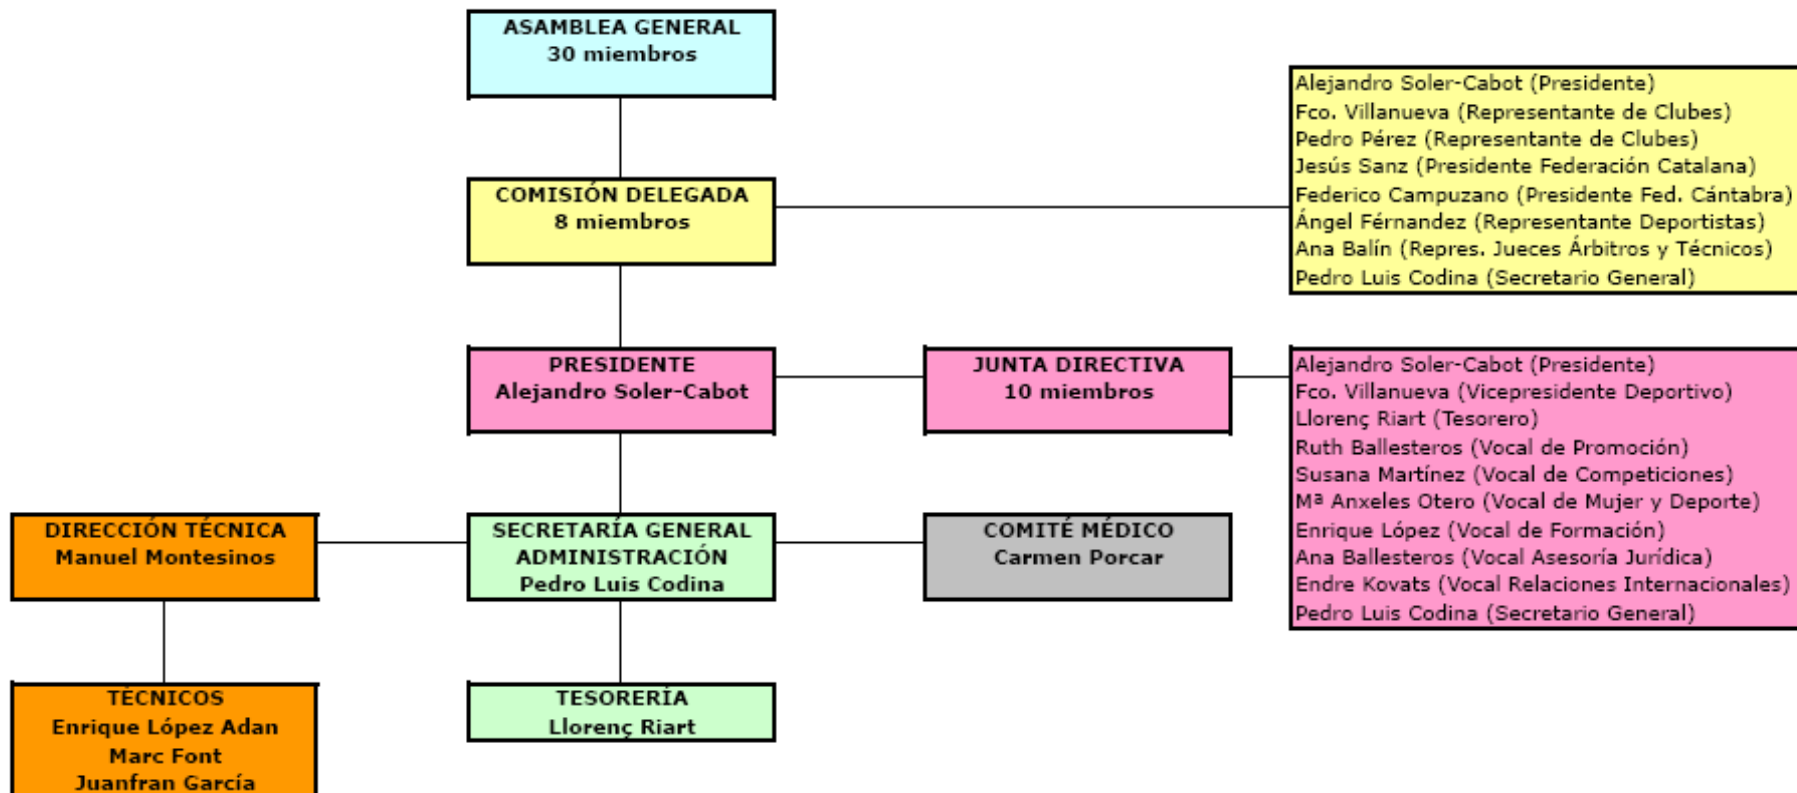 ASAMBLEA GENERAL
30 miembros
COMISIÓN DELEGADA
8 miembros
Alejandro Soler-Cabot (Presidente)
Fco. Villanueva (Representante de Clubes)
Pedro Pérez (Representante de Clubes)
Jesús Sanz (Presidente Federación Catalana)
Federico Campuzano (Presidente Fed. Cántabra)
Ángel Férnandez (Representante Deportistas)
Ana Balín (Repres. Jueces Árbitros y Técnicos)
Pedro Luis Codina (Secretario General)
PRESIDENTE
Alejandro Soler-Cabot
JUNTA DIRECTIVA
10 miembros
Alejandro Soler-Cabot (Presidente)
Fco. Villanueva (Vicepresidente Deportivo)
Llorenç Riart (Tesorero)
Ruth Ballesteros (Vocal de Promoción)
Susana Martínez (Vocal de Competiciones)
Mª Anxeles Otero (Vocal de Mujer y Deporte)
Enrique López (Vocal de Formación)
Ana Ballesteros (Vocal Asesoría Jurídica)
Endre Kovats (Vocal Relaciones Internacionales)
Pedro Luis Codina (Secretario General)
DIRECCIÓN TÉCNICA
Manuel Montesinos
SECRETARÍA GENERAL
ADMINISTRACIÓN
Pedro Luis Codina
COMITÉ MÉDICO
Carmen Porcar
TÉCNICOS
Enrique López Adan
Marc Font
Juanfran García
TESORERÍA
Llorenç Riart